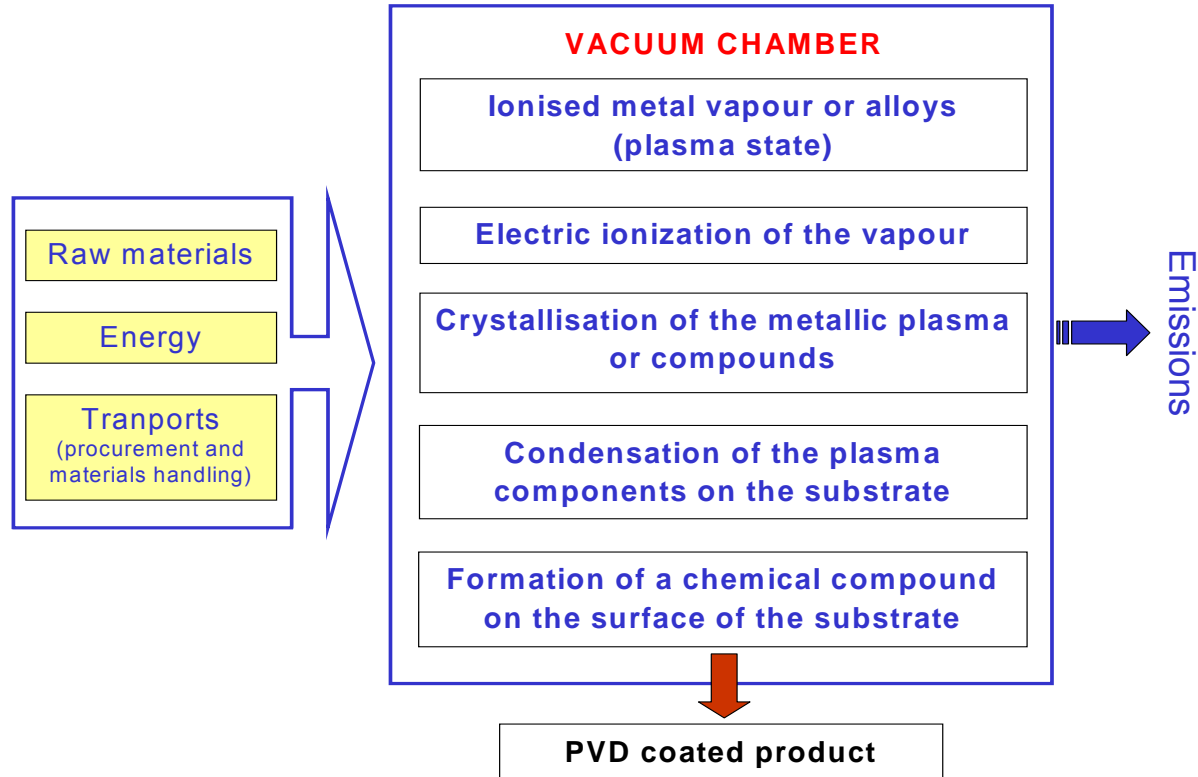 VACUUM CHAMBER
Ionised metal vapour or alloys
(plasma state)
Electric ionization of the vapour
Crystallisation of the metallic plasma
or compounds
Condensation of the plasma
components on the substrate
Formation of a chemical compound
on the surface of the substrate
Raw materials
Energy
Tranports
(procurement and
materials handling)
Emissions
PVD coated product